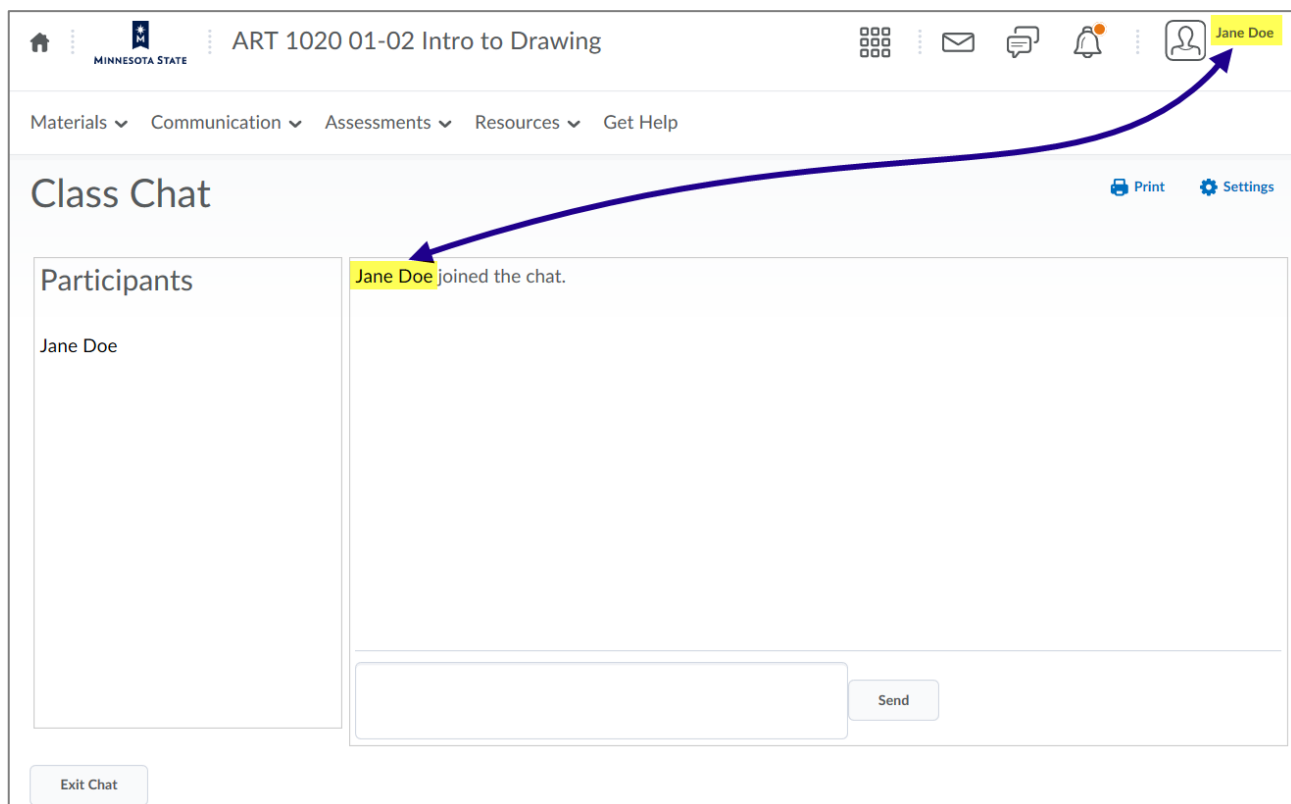 MINNESOTA STATE
ART 1020 01-02 Intro to Drawing
Jane Doe
Materials Communication Assessments Resources Get Help
Class Chat
Print Settings
Participants
Jane Doe
Jane Doe joined the chat.
Send
Exit Chat